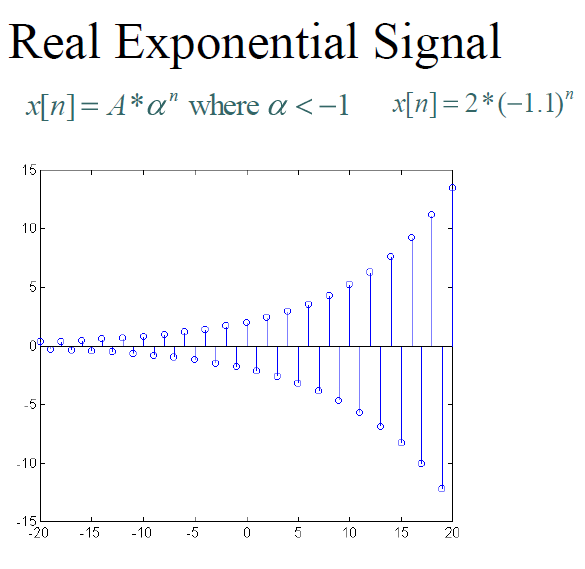 Real Exponential Signal
x[n] = A*αⁿ where α < −1    x[n] = 2*(−1.1)ⁿ
15
10
5
0
-5
-10
-15
-20 -15 -10 -5 0 5 10 15 20